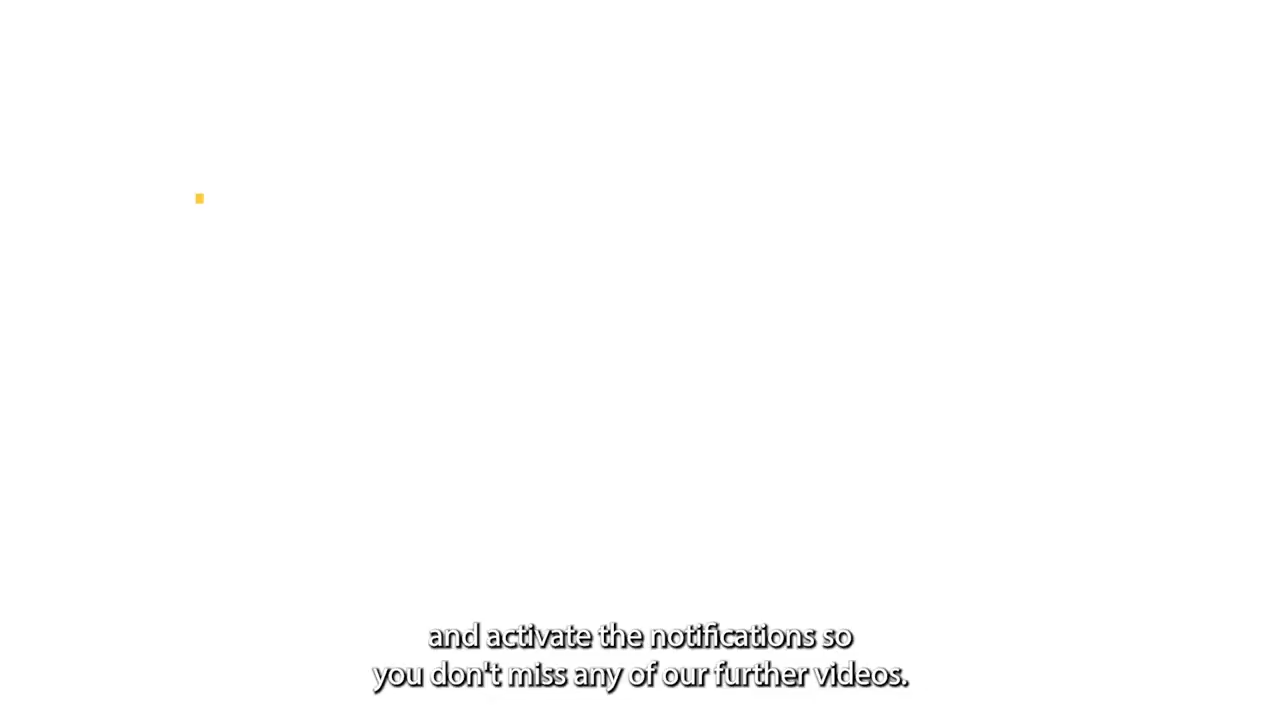 and activate the notifications so
you don't miss any of our further videos.